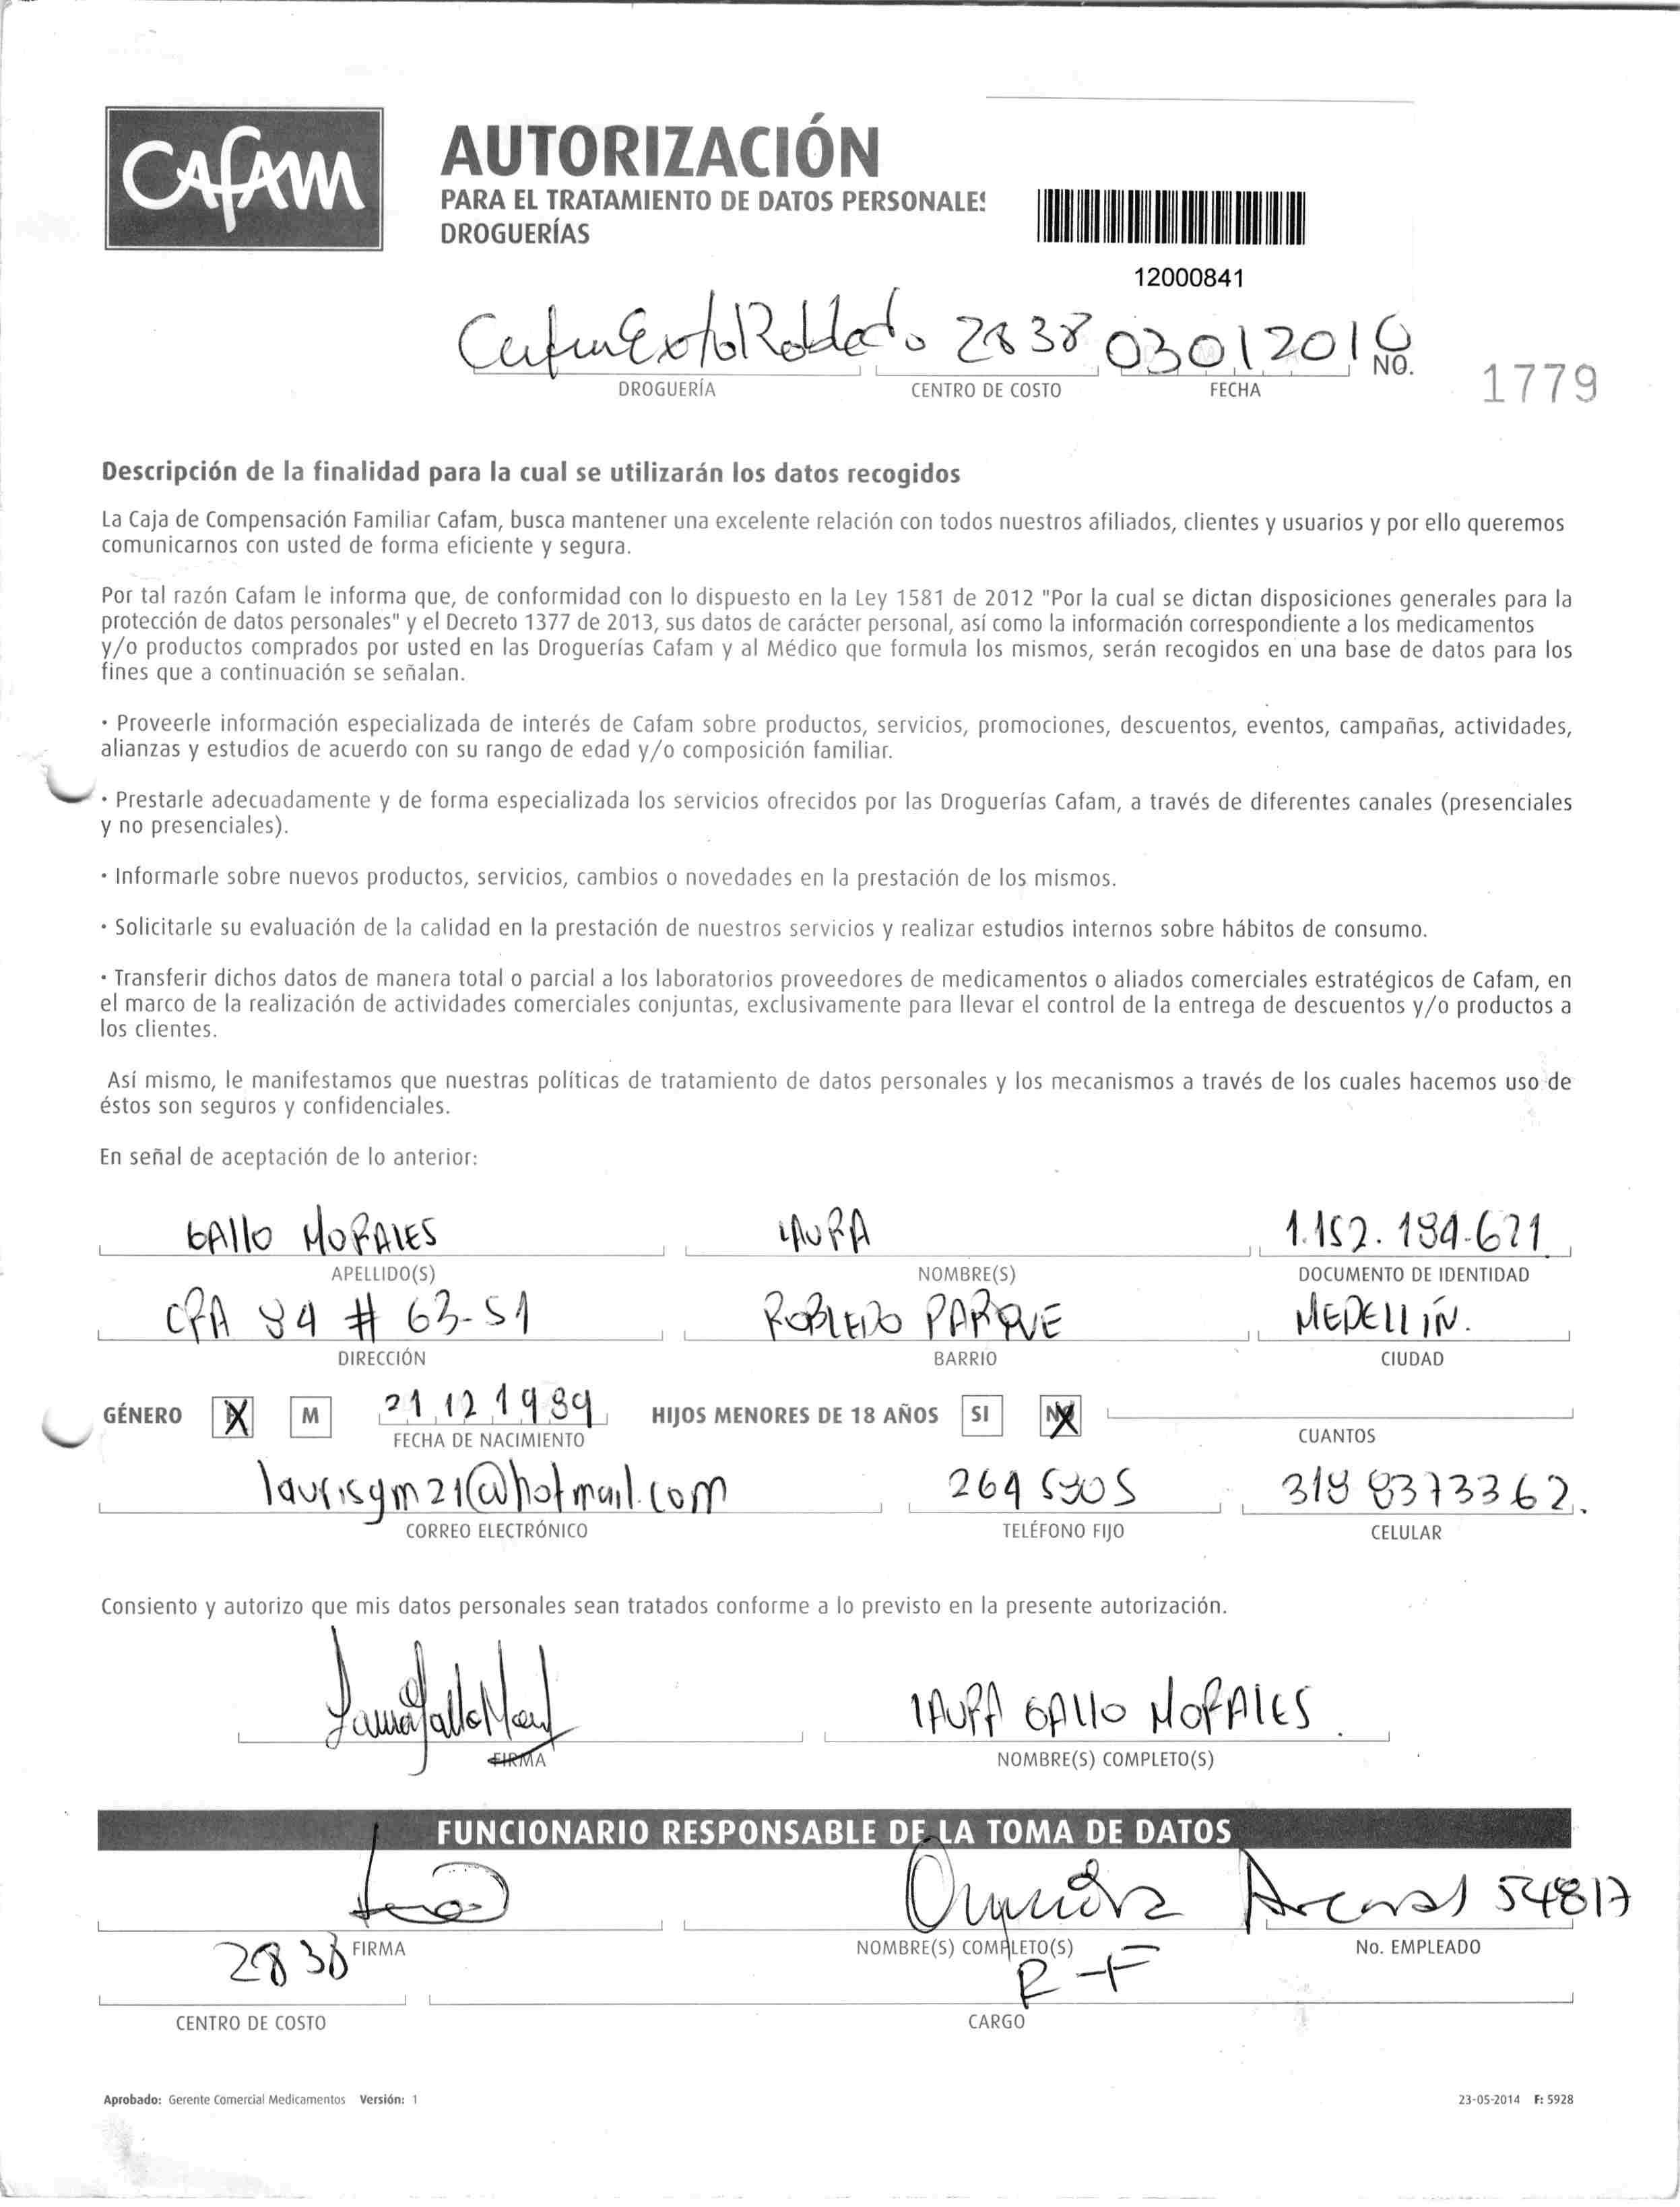 Cafam
AUTORIZACIÓN
PARA EL TRATAMIENTO DE DATOS PERSONALES
DROGUERÍAS
12000841
Cafam Exito Robledo 2838 03012016
DROGUERÍA CENTRO DE COSTO FECHA NO. 1779
Descripción de la finalidad para la cual se utilizarán los datos recogidos
La Caja de Compensación Familiar Cafam, busca mantener una excelente relación con todos nuestros afiliados, clientes y usuarios y por ello queremos
comunicarnos con usted de forma eficiente y segura.
Por tal razón Cafam le informa que, de conformidad con lo dispuesto en la Ley 1581 de 2012 "Por la cual se dictan disposiciones generales para la
protección de datos personales" y el Decreto 1377 de 2013, sus datos de carácter personal, así como la información correspondiente a los medicamentos
y/o productos comprados por usted en las Droguerías Cafam y al Médico que formula los mismos, serán recogidos en una base de datos para los
fines que a continuación se señalan.
· Proveerle información especializada de interés de Cafam sobre productos, servicios, promociones, descuentos, eventos, campañas, actividades,
alianzas y estudios de acuerdo con su rango de edad y/o composición familiar.
· Prestarle adecuadamente y de forma especializada los servicios ofrecidos por las Droguerías Cafam, a través de diferentes canales (presenciales
y no presenciales).
· Informarle sobre nuevos productos, servicios, cambios o novedades en la prestación de los mismos.
· Solicitarle su evaluación de la calidad en la prestación de nuestros servicios y realizar estudios internos sobre hábitos de consumo.
· Transferir dichos datos de manera total o parcial a los laboratorios proveedores de medicamentos o aliados comerciales estratégicos de Cafam, en
el marco de la realización de actividades comerciales conjuntas, exclusivamente para llevar el control de la entrega de descuentos y/o productos a
los clientes.
Así mismo, le manifestamos que nuestras políticas de tratamiento de datos personales y los mecanismos a través de los cuales hacemos uso de
éstos son seguros y confidenciales.
En señal de aceptación de lo anterior:
GAllO MORALES LAURA
APELLIDO(S) NOMBRE(S) DOCUMENTO DE IDENTIDAD
CRA 84 # 63-51 ROBLEDO PARQUE MEDELLÍN.
DIRECCIÓN BARRIO CIUDAD
GÉNERO X M 21 12 1989 HIJOS MENORES DE 18 AÑOS SI NO X
FECHA DE NACIMIENTO CUANTOS
laurisgm21@hotmail.com
CORREO ELECTRÓNICO TELÉFONO FIJO CELULAR
Consiento y autorizo que mis datos personales sean tratados conforme a lo previsto en la presente autorización.
Laura Gallo LAURA GAllO MORALES.
FIRMA NOMBRE(S) COMPLETO(S)
FUNCIONARIO RESPONSABLE DE LA TOMA DE DATOS
54817
FIRMA NOMBRE(S) COMPLETO(S) No. EMPLEADO
2838 R-F
CENTRO DE COSTO CARGO
Aprobado: Gerente Comercial Medicamentos Versión: 1 23-05-2014 F: 5928